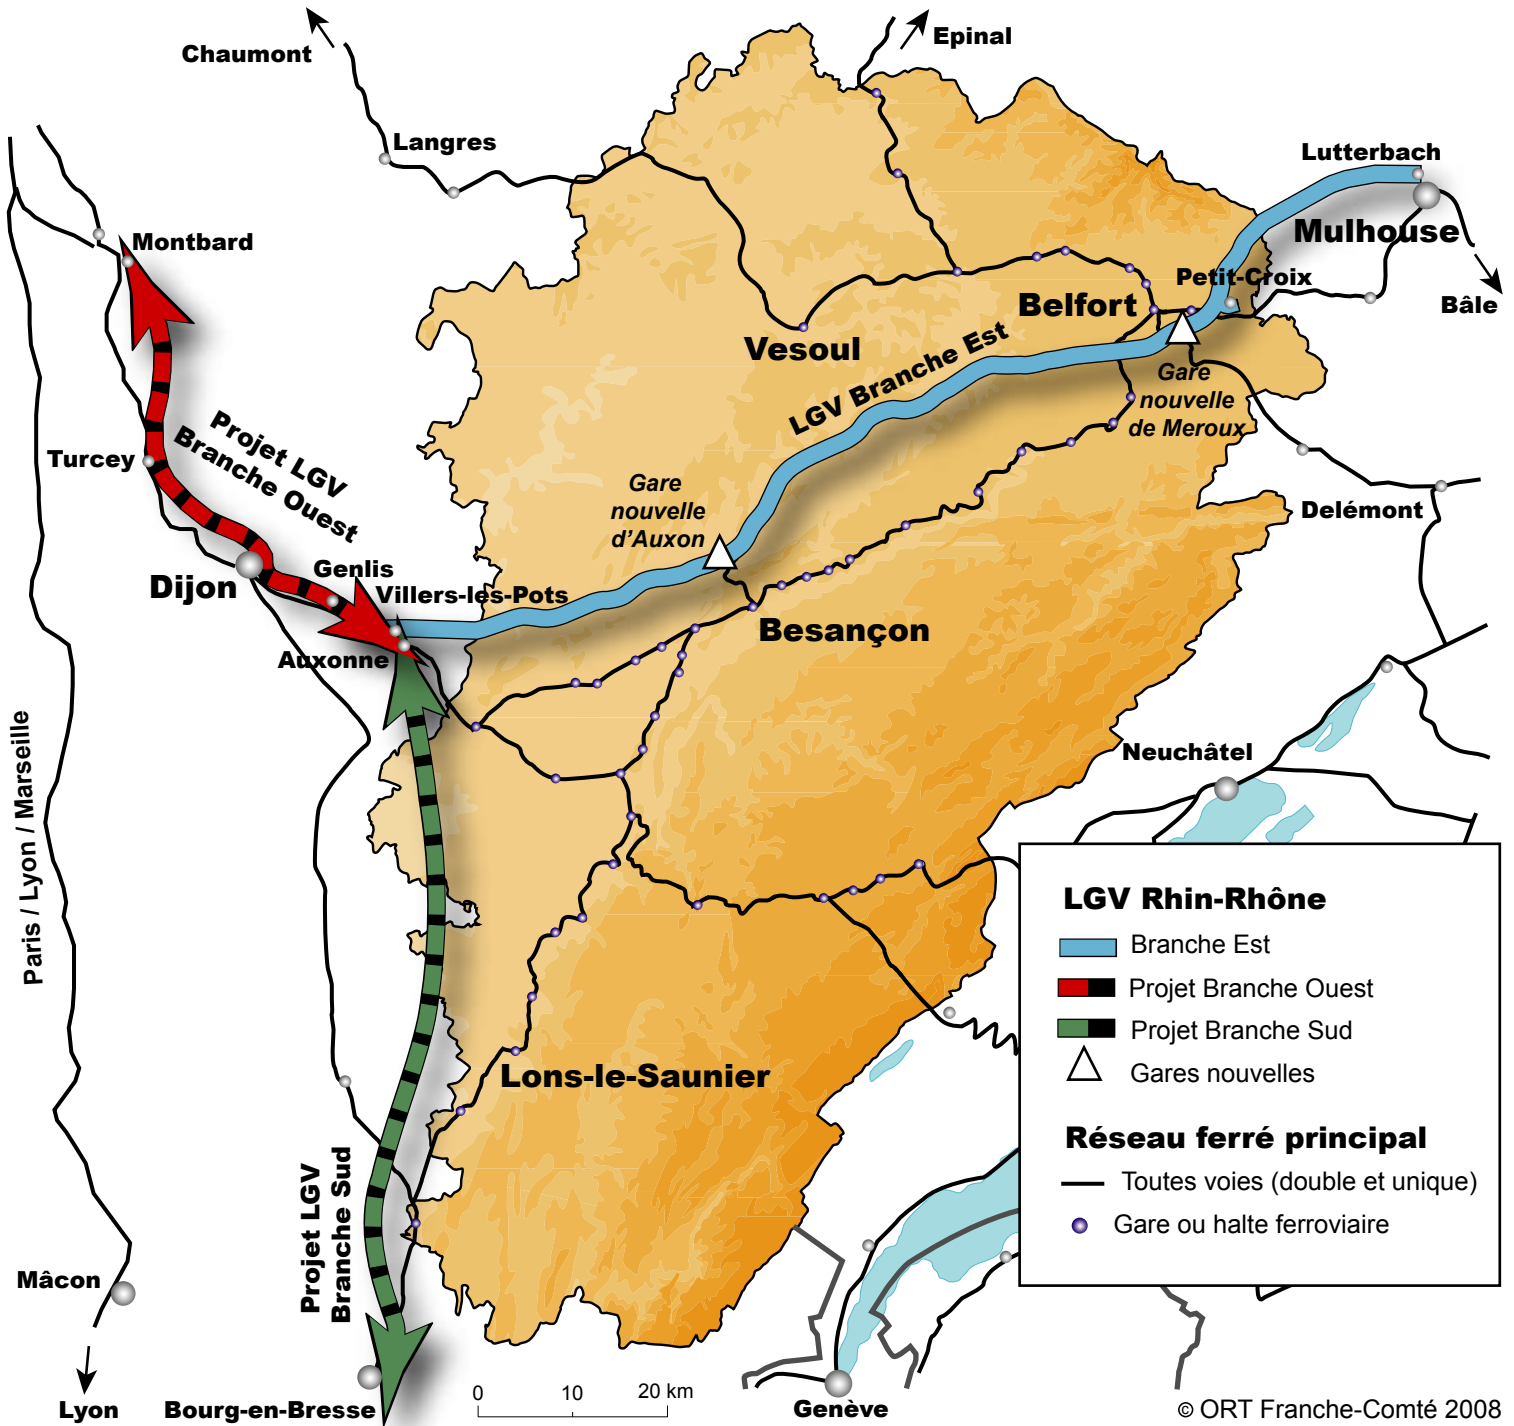 Chaumont
Epinal
Langres
Lutterbach
Mulhouse
Montbard
Petit-Croix
Belfort
Bâle
Vesoul
LGV Branche Est
Gare
nouvelle
de Meroux
Projet LGV
Branche Ouest
Turcey
Gare
nouvelle
d'Auxon
Delémont
Dijon
Genlis
Villers-les-Pots
Besançon
Auxonne
Paris / Lyon / Marseille
Neuchâtel
LGV Rhin-Rhône
Branche Est
Projet Branche Ouest
Projet Branche Sud
Gares nouvelles
Réseau ferré principal
Toutes voies (double et unique)
Gare ou halte ferroviaire
Lons-le-Saunier
Projet LGV
Branche Sud
Mâcon
Lyon
Bourg-en-Bresse
0 10 20 km
Genève
© ORT Franche-Comté 2008